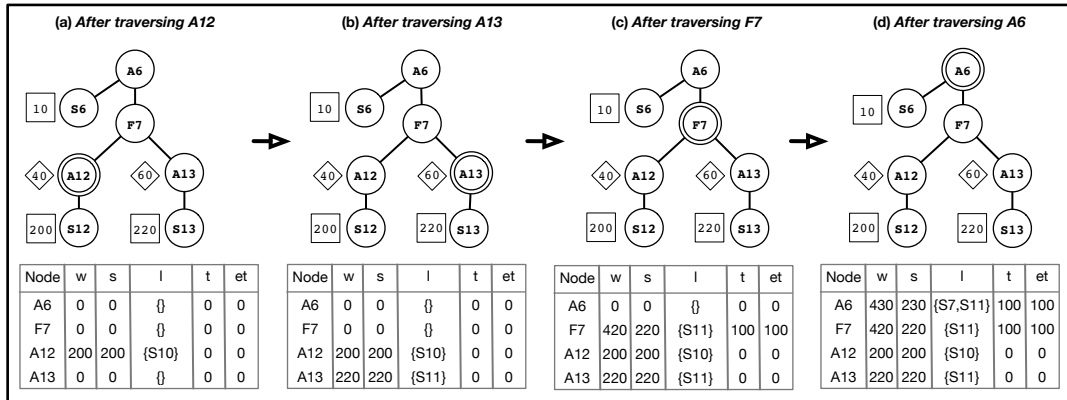 (a) After traversing A12
A6
10
S6
F7
40
A12
60
A13
200
S12
220
S13
Node w s l t et
A6 0 0 {} 0 0
F7 0 0 {} 0 0
A12 200 200 {S10} 0 0
A13 0 0 {} 0 0
(b) After traversing A13
A6
10
S6
F7
40
A12
60
A13
200
S12
220
S13
Node w s l t et
A6 0 0 {} 0 0
F7 0 0 {} 0 0
A12 200 200 {S10} 0 0
A13 220 220 {S11} 0 0
(c) After traversing F7
A6
10
S6
F7
40
A12
60
A13
200
S12
220
S13
Node w s l t et
A6 0 0 {} 0 0
F7 420 220 {S11} 100 100
A12 200 200 {S10} 0 0
A13 220 220 {S11} 0 0
(d) After traversing A6
A6
10
S6
F7
40
A12
60
A13
200
S12
220
S13
Node w s l t et
A6 430 230 {S7,S11} 100 100
F7 420 220 {S11} 100 100
A12 200 200 {S10} 0 0
A13 220 220 {S11} 0 0